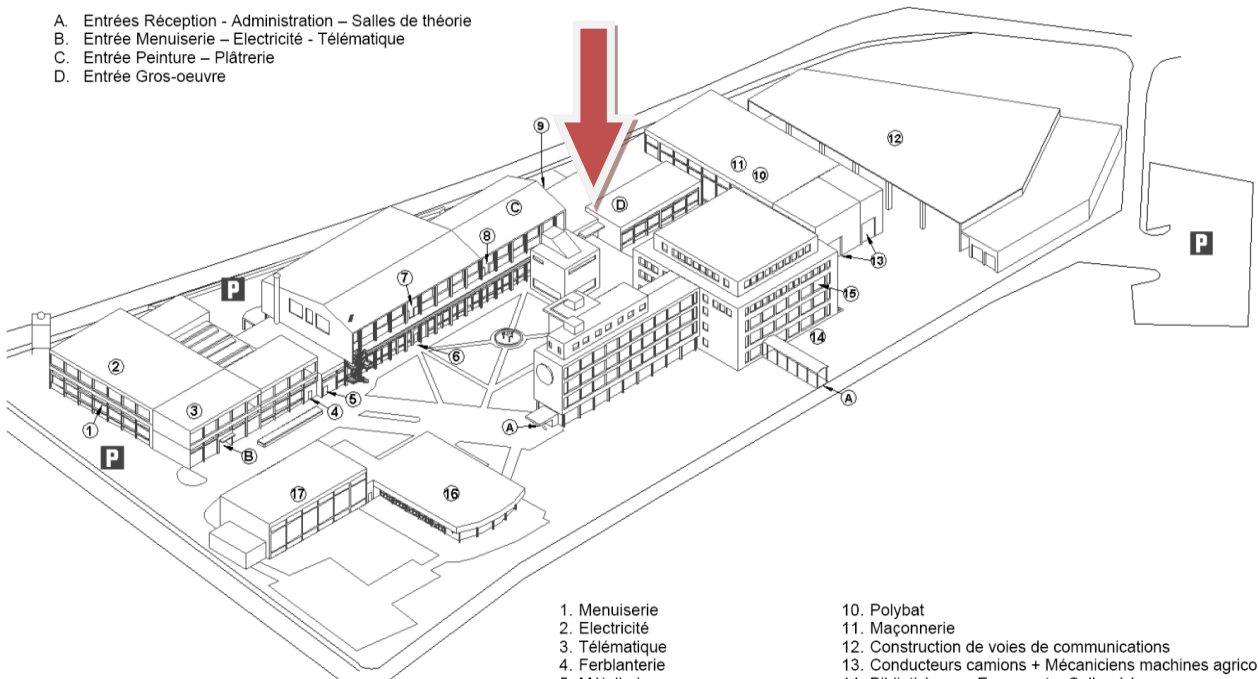 A. Entrées Réception - Administration – Salles de théorie
B. Entrée Menuiserie – Electricité - Télématique
C. Entrée Peinture – Plâtrerie
D. Entrée Gros-oeuvre
9
12
11
10
C
D
8
13
P
7
P
15
6
14
2
5
3
4
A
1
A
B
P
17
16
1. Menuiserie
2. Electricité
3. Télématique
4. Ferblanterie
10. Polybat
11. Maçonnerie
12. Construction de voies de communications
13. Conducteurs camions + Mécaniciens machines agrico